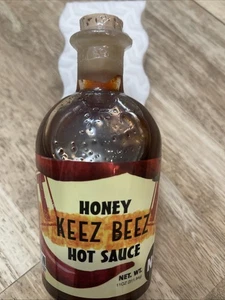 HONEY
KEEZ BEEZ
HOT SAUCE
NET. WT.